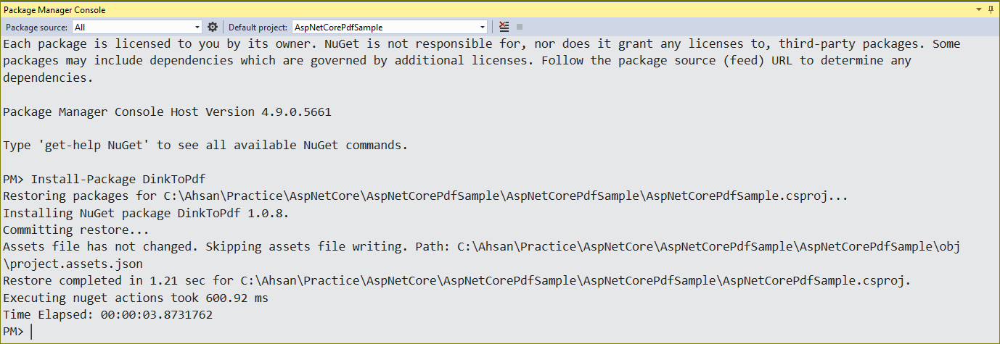 Package Manager Console
Package source: All Default project: AspNetCorePdfSample
Each package is licensed to you by its owner. NuGet is not responsible for, nor does it grant any licenses to, third-party packages. Some
packages may include dependencies which are governed by additional licenses. Follow the package source (feed) URL to determine any
dependencies.
Package Manager Console Host Version 4.9.0.5661
Type 'get-help NuGet' to see all available NuGet commands.
PM> Install-Package DinkToPdf
Restoring packages for C:\Ahsan\Practice\AspNetCore\AspNetCorePdfSample\AspNetCorePdfSample\AspNetCorePdfSample.csproj...
Installing NuGet package DinkToPdf 1.0.8.
Committing restore...
Assets file has not changed. Skipping assets file writing. Path: C:\Ahsan\Practice\AspNetCore\AspNetCorePdfSample\AspNetCorePdfSample\obj
\project.assets.json
Restore completed in 1.21 sec for C:\Ahsan\Practice\AspNetCore\AspNetCorePdfSample\AspNetCorePdfSample\AspNetCorePdfSample.csproj.
Executing nuget actions took 600.92 ms
Time Elapsed: 00:00:03.8731762
PM>